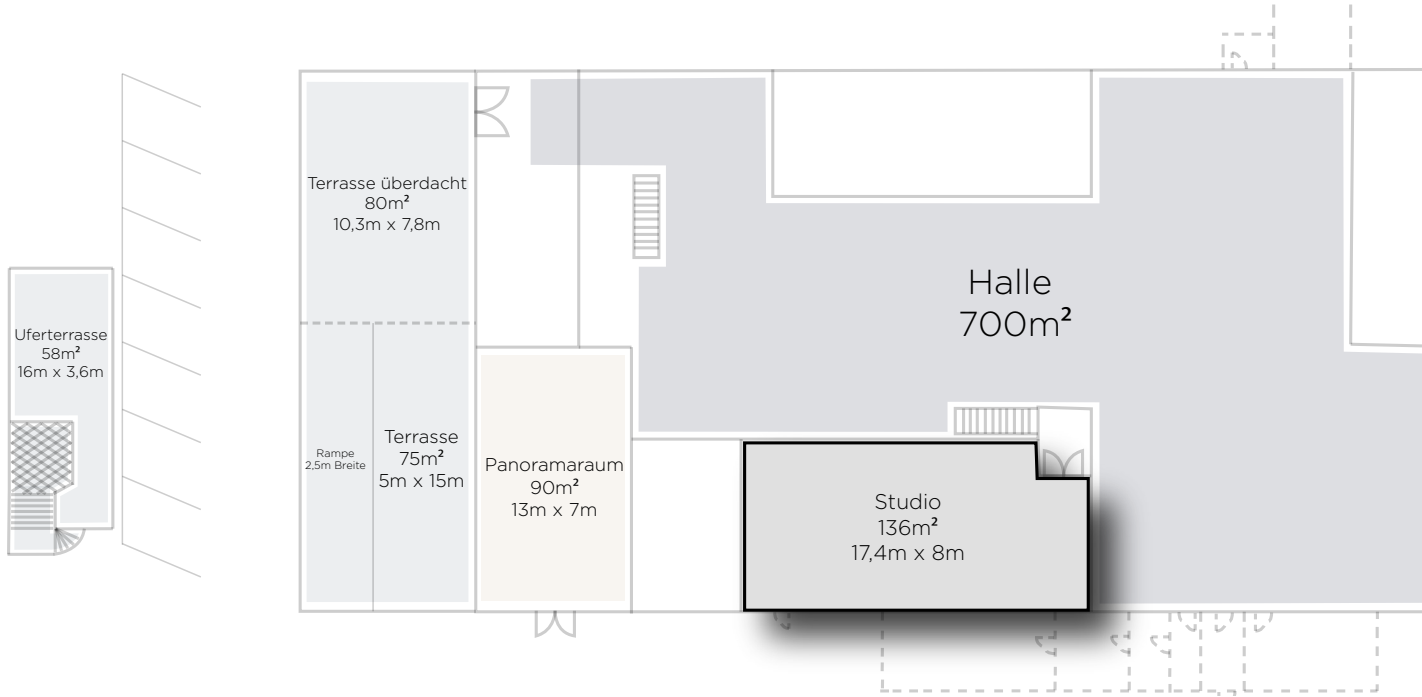 Terrasse überdacht
80m²
10,3m x 7,8m
Halle
700m²
Uferterrasse
58m²
16m x 3,6m
Rampe
2,5m Breite
Terrasse
75m²
5m x 15m
Panoramaraum
90m²
13m x 7m
Studio
136m²
17,4m x 8m